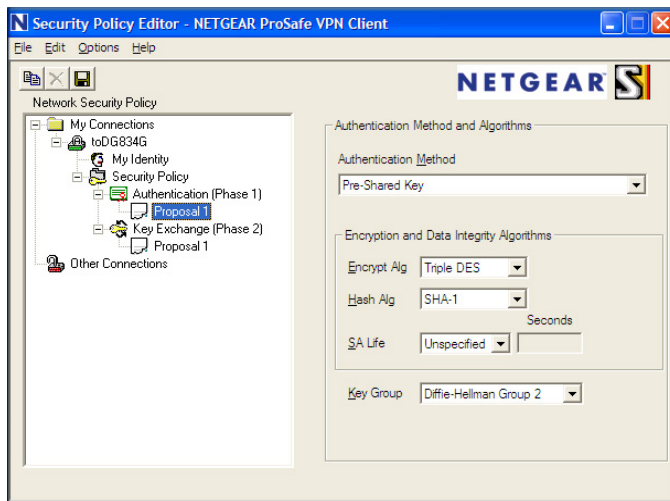 N Security Policy Editor - NETGEAR ProSafe VPN Client
File Edit Options Help
NETGEAR S
Network Security Policy
My Connections
toDG834G
My Identity
Security Policy
Authentication (Phase 1)
Proposal 1
Key Exchange (Phase 2)
Proposal 1
Other Connections
Authentication Method and Algorithms
Authentication Method
Pre-Shared Key
Encryption and Data Integrity Algorithms
Encrypt Alg Triple DES
Hash Alg SHA-1
Seconds
SA Life Unspecified
Key Group Diffie-Hellman Group 2